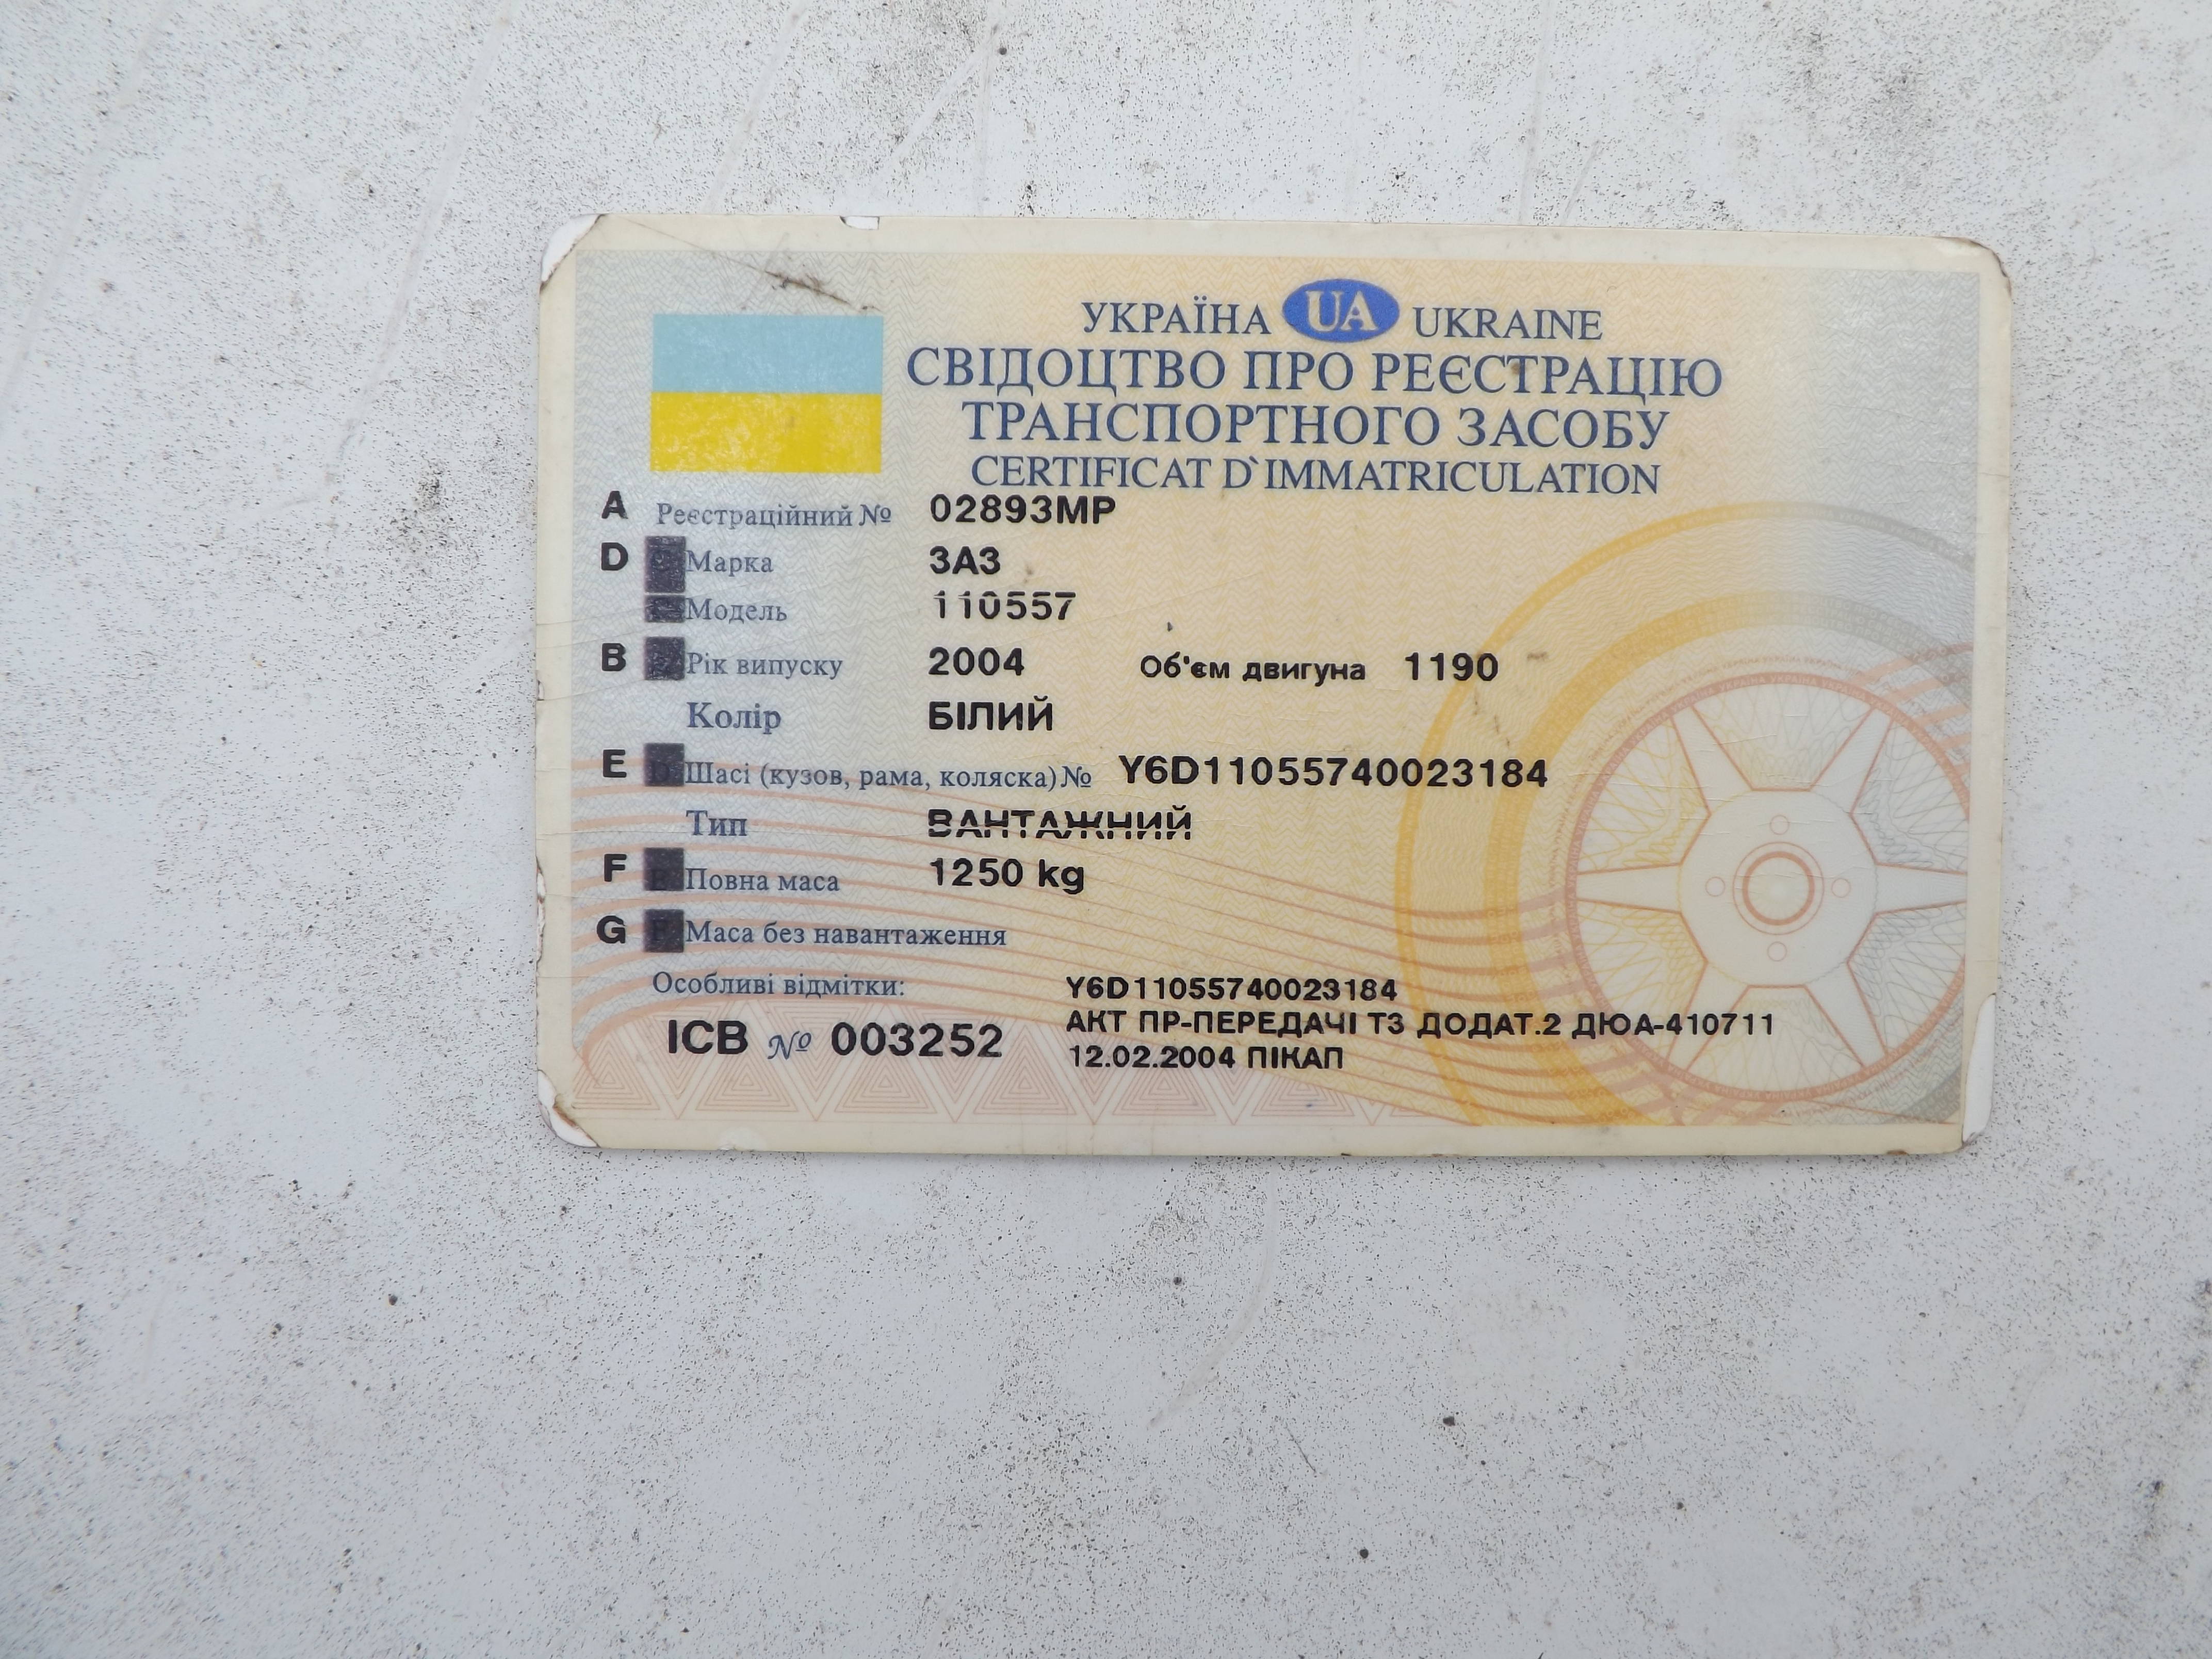 УКРАЇНА UA UKRAINE
СВІДОЦТВО ПРО РЕЄСТРАЦІЮ
ТРАНСПОРТНОГО ЗАСОБУ
CERTIFICAT D`IMMATRICULATION
A Реєстраційний № 02893МР
D Марка ЗАЗ
Модель 110557
B Рік випуску 2004 Об'єм двигуна 1190
Колір БІЛИЙ
E Шасі (кузов, рама, коляска)№ Y6D11055740023184
Тип ВАНТАЖНИЙ
F Повна маса 1250 kg
G Маса без навантаження
Особливі відмітки: Y6D11055740023184
ІСВ № 003252 АКТ ПР-ПЕРЕДАЧІ ТЗ ДОДАТ.2 ДЮА-410711
12.02.2004 ПІКАП